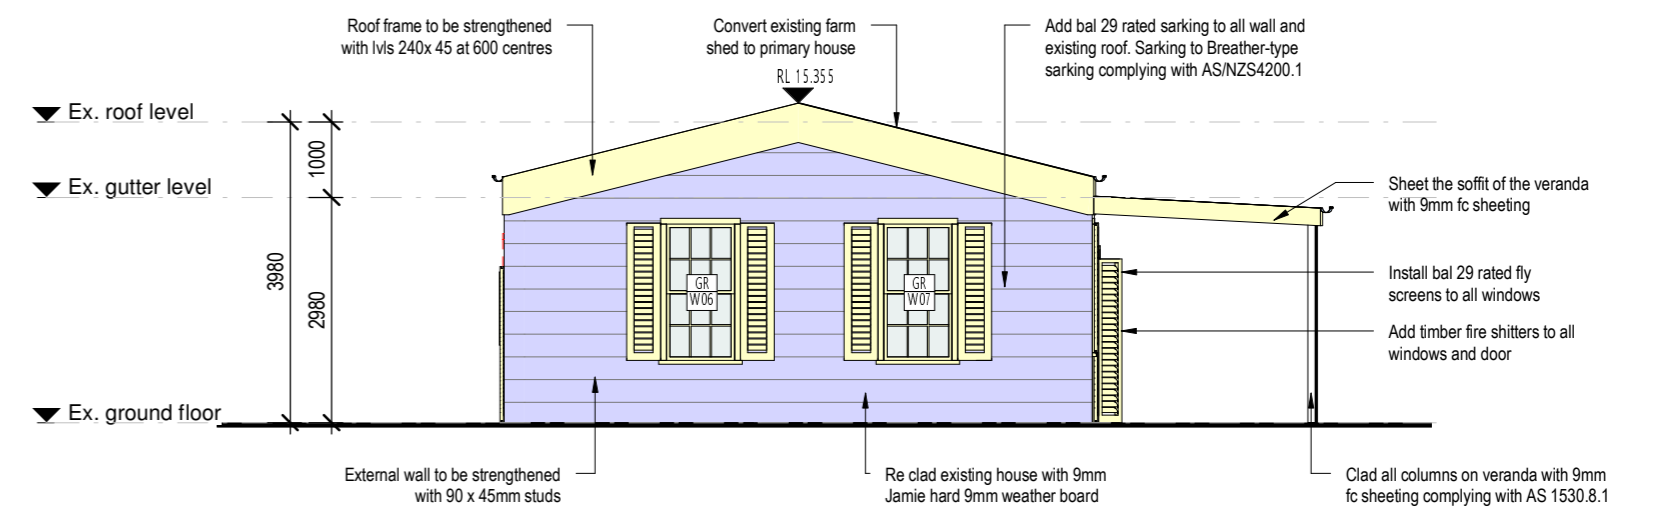 Roof frame to be strengthened
with lvls 240x 45 at 600 centres
Convert existing farm
shed to primary house
Add bal 29 rated sarking to all wall and
existing roof. Sarking to Breather-type
sarking complying with AS/NZS4200.1
RL 15.355
Ex. roof level
1000
Ex. gutter level
Sheet the soffit of the veranda
with 9mm fc sheeting
3980
2980
GR
W06
GR
W07
Install bal 29 rated fly
screens to all windows
Add timber fire shitters to all
windows and door
Ex. ground floor
External wall to be strengthened
with 90 x 45mm studs
Re clad existing house with 9mm
Jamie hard 9mm weather board
Clad all columns on veranda with 9mm
fc sheeting complying with AS 1530.8.1